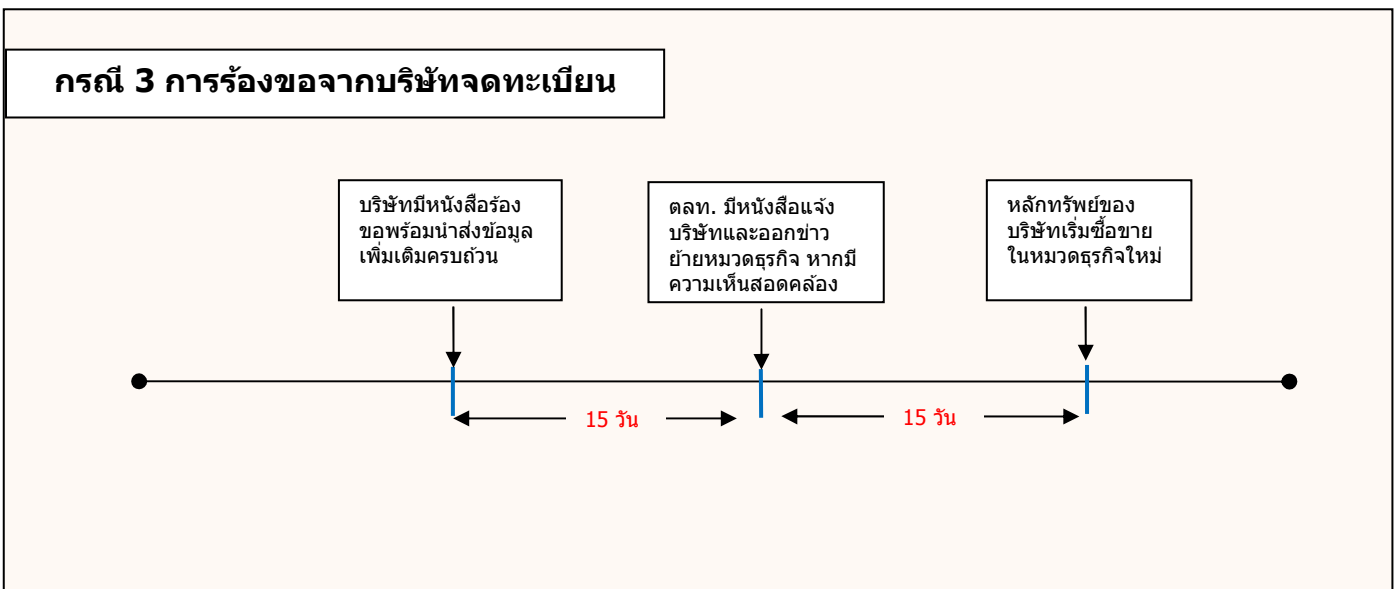 กรณี 3 การร้องขอจากบริษัทจดทะเบียน
บริษัทมีหนังสือร้อง
ขอพร้อมนำส่งข้อมูล
เพิ่มเติมครบถ้วน
ตลท. มีหนังสือแจ้ง
บริษัทและออกข่าว
ย้ายหมวดธุรกิจ หากมี
ความเห็นสอดคล้อง
หลักทรัพย์ของ
บริษัทเริ่มซื้อขาย
ในหมวดธุรกิจใหม่
15 วัน
15 วัน